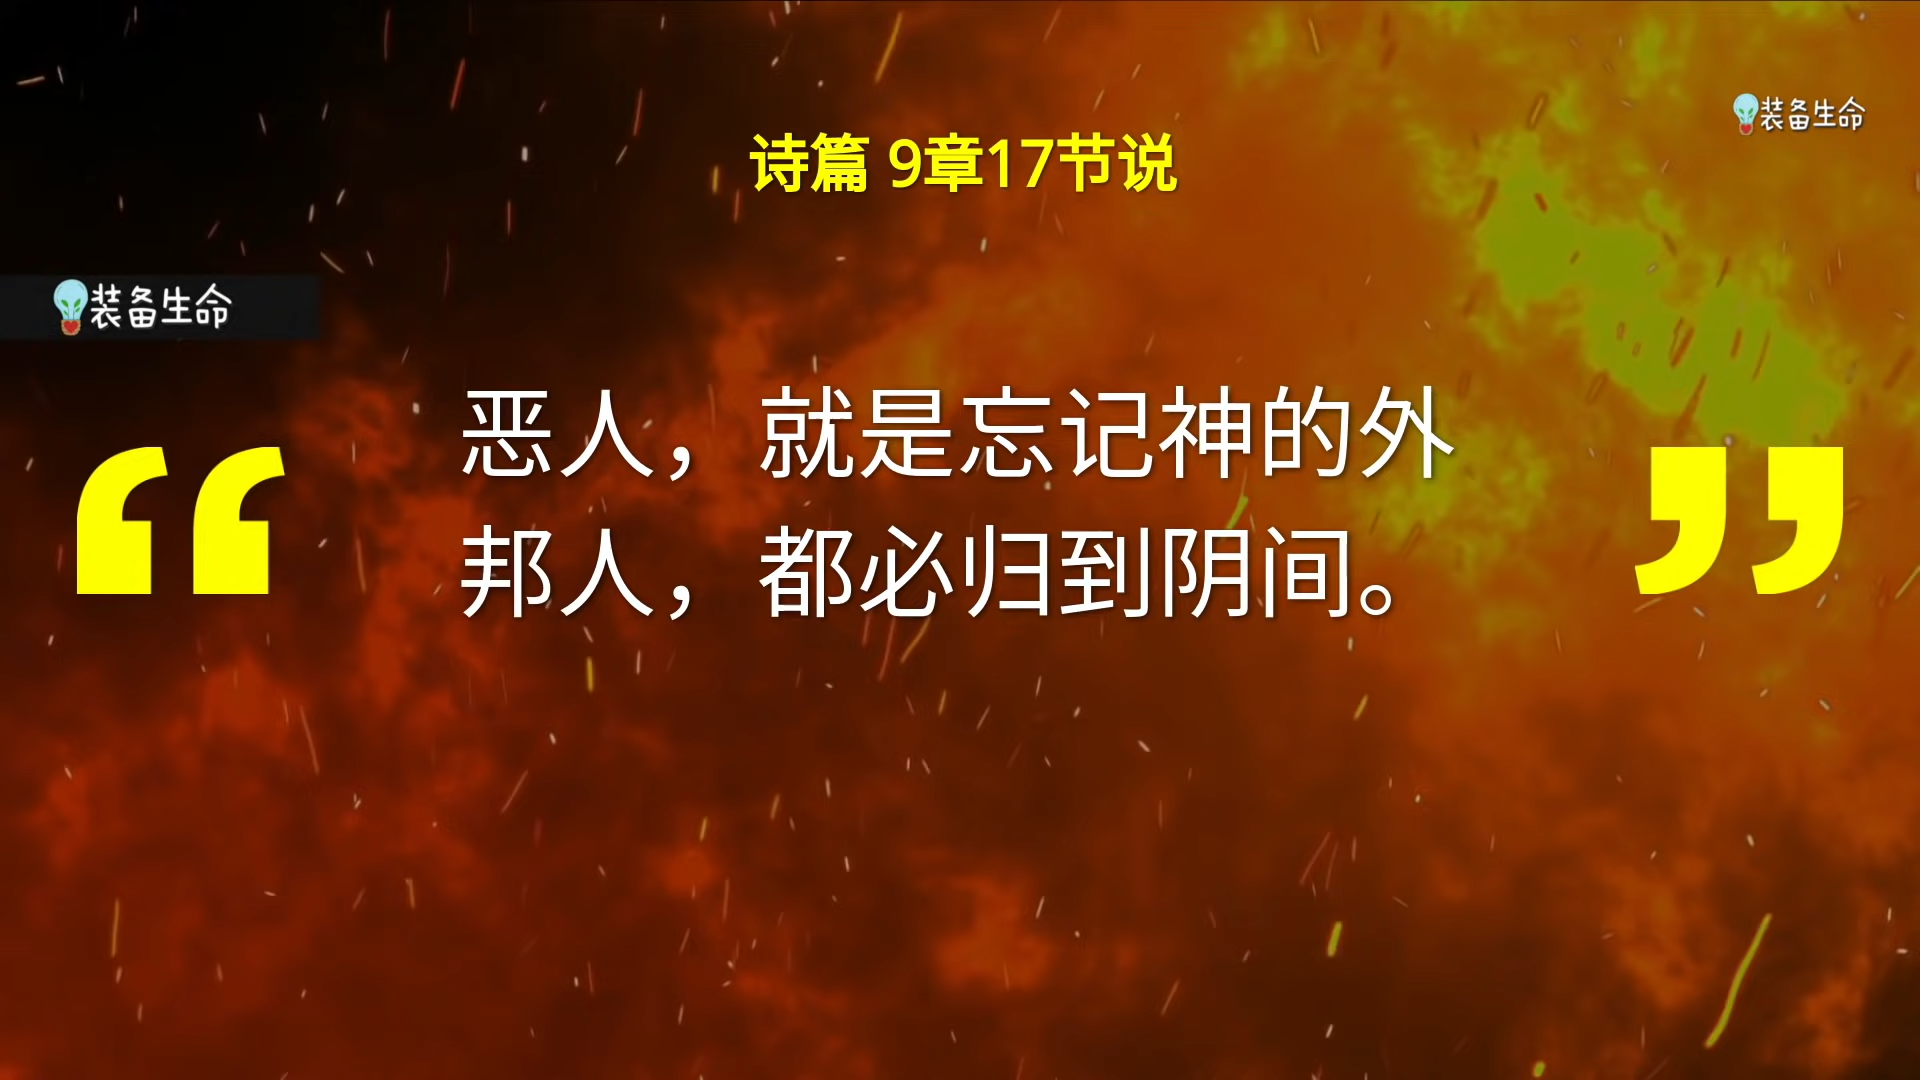 装备生命
诗篇 9章17节说
装备生命
恶人，就是忘记神的外
邦人，都必归到阴间。